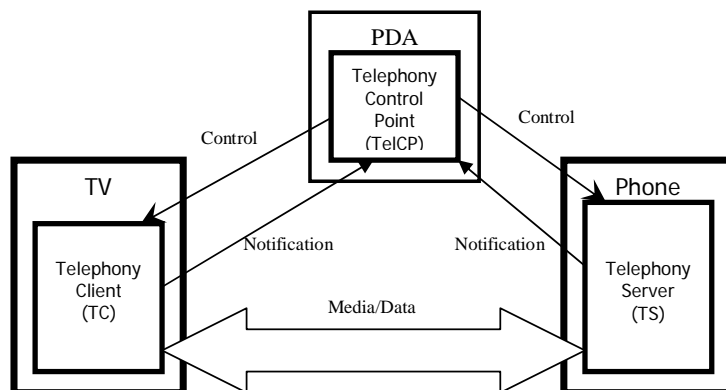 PDA
Telephony
Control
Point
(TelCP)
Control
Control
TV
Phone
Notification
Notification
Telephony
Client
(TC)
Telephony
Server
(TS)
Media/Data